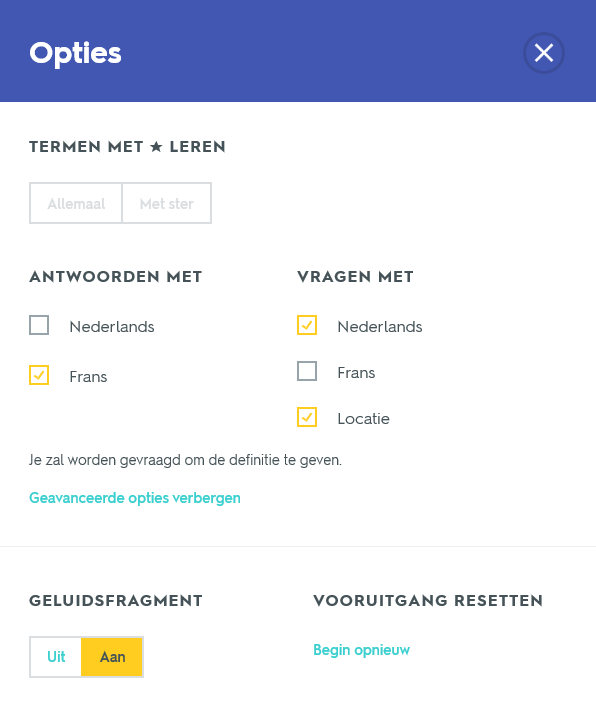 Opties
TERMEN MET ★ LEREN
Allemaal
Met ster
ANTWOORDEN MET
Nederlands
Frans
VRAGEN MET
Nederlands
Frans
Locatie
Je zal worden gevraagd om de definitie te geven.
Geavanceerde opties verbergen
GELUIDSFRAGMENT
Uit
Aan
VOORUITGANG RESETTEN
Begin opnieuw